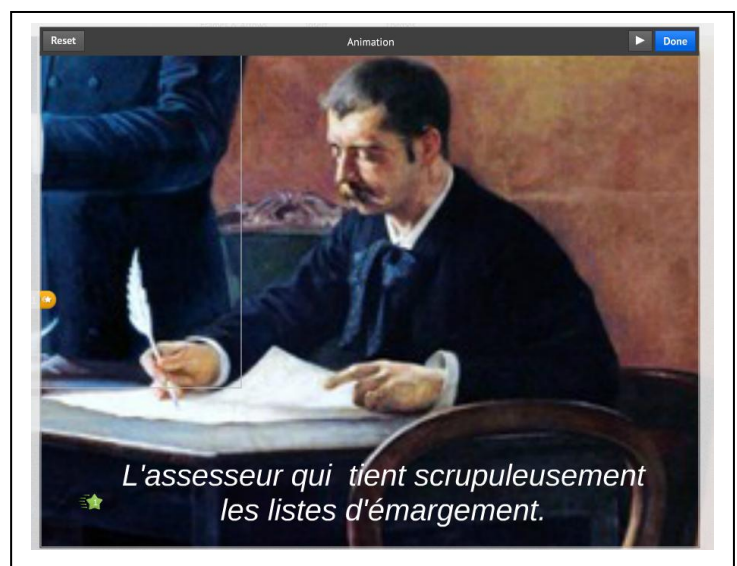 Reset
Animation
Done
L'assesseur qui  tient scrupuleusement
les listes d'émargement.